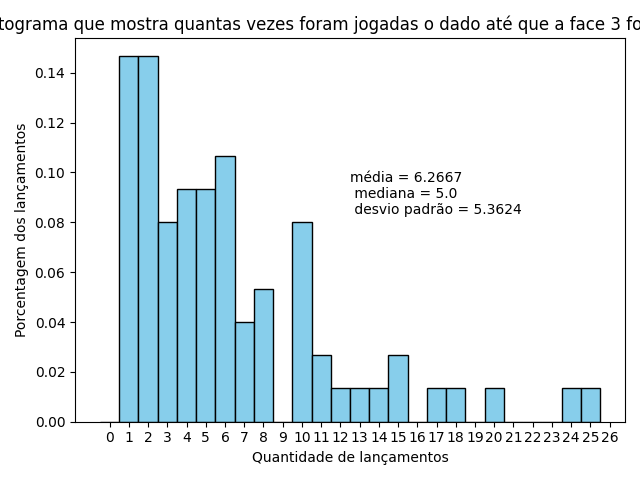 que mostra quantas vezes foram jogadas o dado até que a face 3
0.14
0.12
0.10
0.08
0.06
0.04
0.02
0.00
Porcentagem dos lançamentos
média = 6.2667
mediana = 5.0
desvio padrão = 5.3624
0 1 2 3 4 5 6 7 8 9 10 11 12 13 14 15 16 17 18 19 20 21 22 23 24 25 26
Quantidade de lançamentos